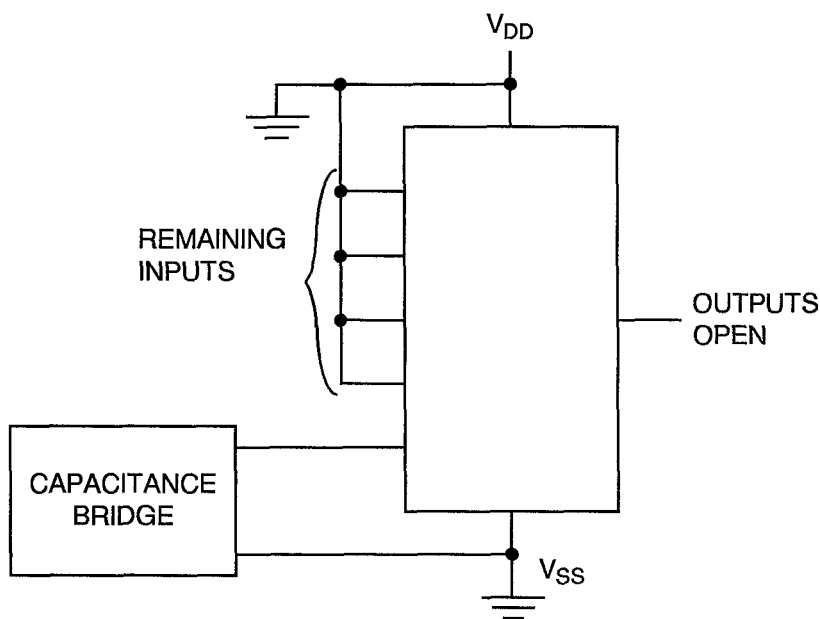 VDD
REMAINING
INPUTS
OUTPUTS
OPEN
CAPACITANCE
BRIDGE
VSS